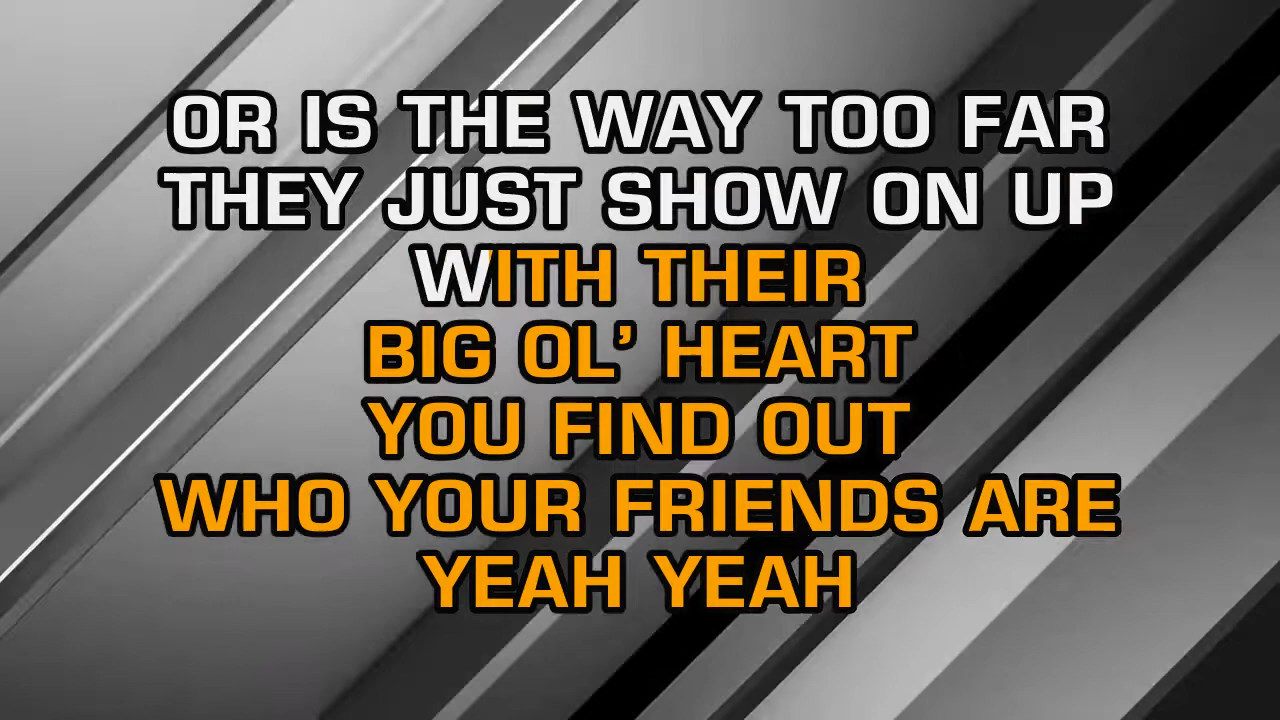 OR IS THE WAY TOO FAR
THEY JUST SHOW ON UP
WITH THEIR
BIG OL’ HEART
YOU FIND OUT
WHO YOUR FRIENDS ARE
YEAH YEAH